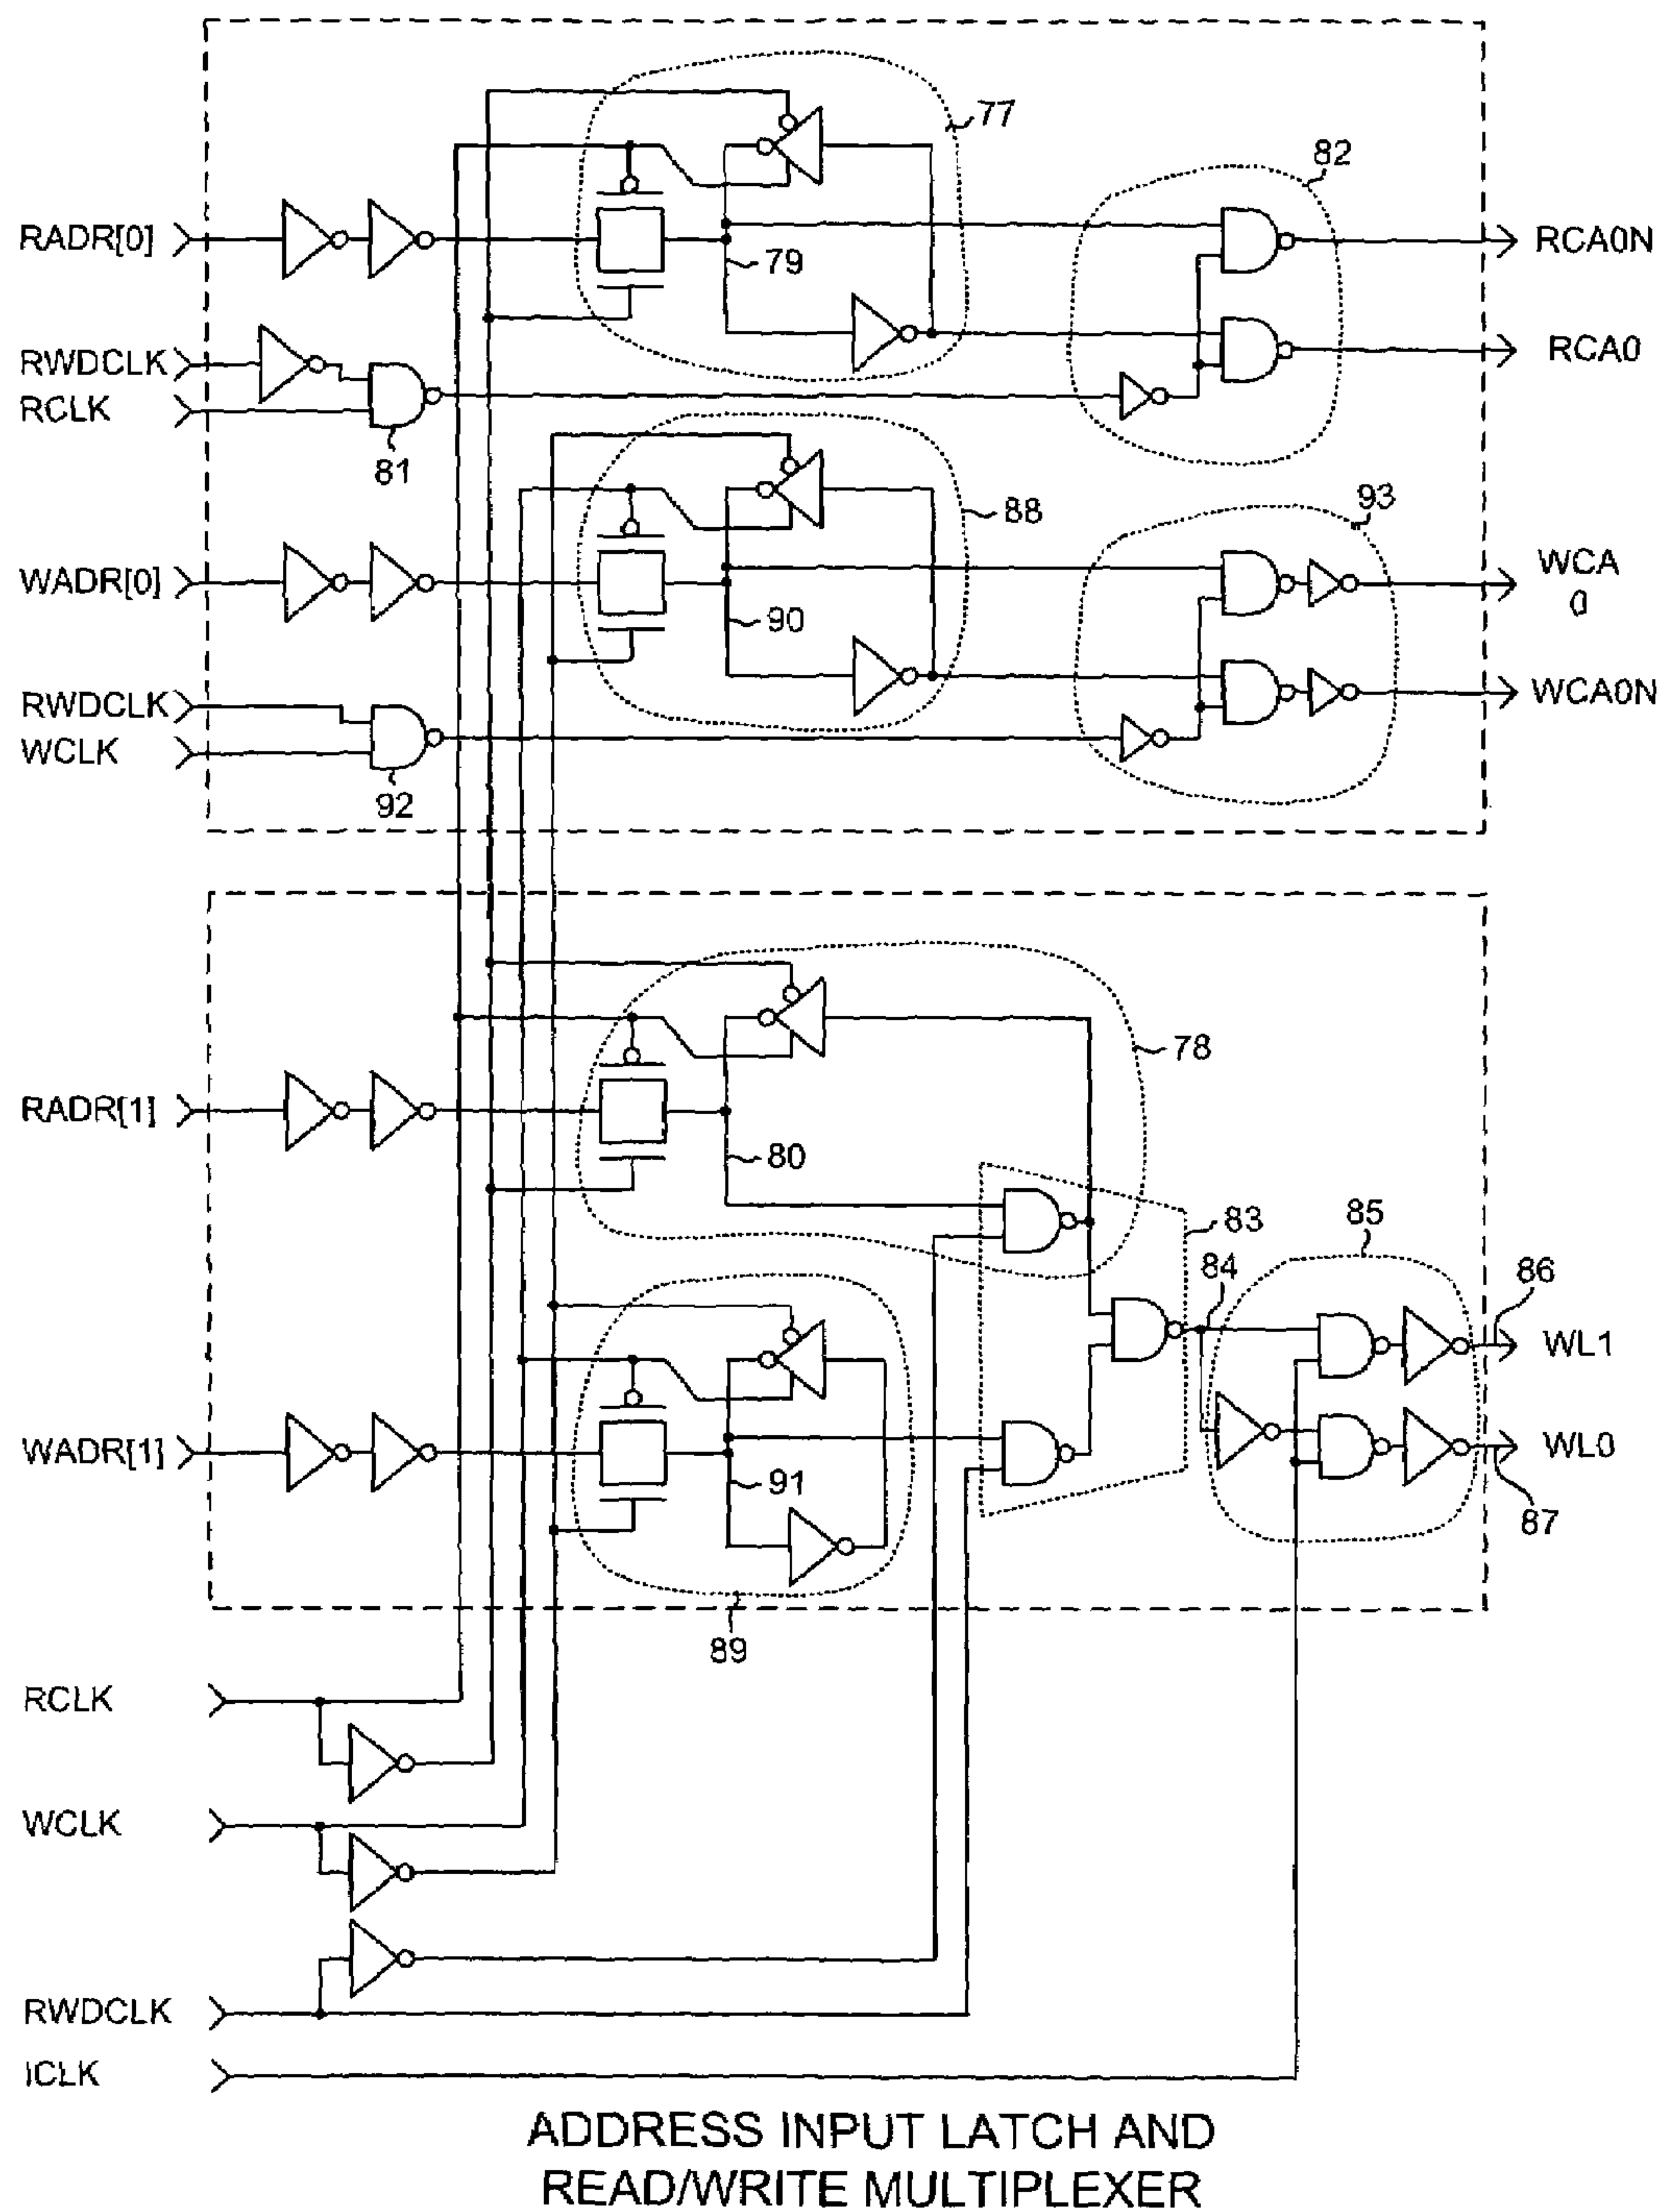 77
82
RADR[0]
RCA0N
79
RWDCLK
RCA0
RCLK
81
93
88
WADR[0]
WCA
0
90
RWDCLK
WCA0N
WCLK
92
78
RADR[1]
80
83
85
84
86
WL1
WADR[1]
WL0
91
87
89
RCLK
WCLK
RWDCLK
ICLK
ADDRESS INPUT LATCH AND
READ/WRITE MULTIPLEXER